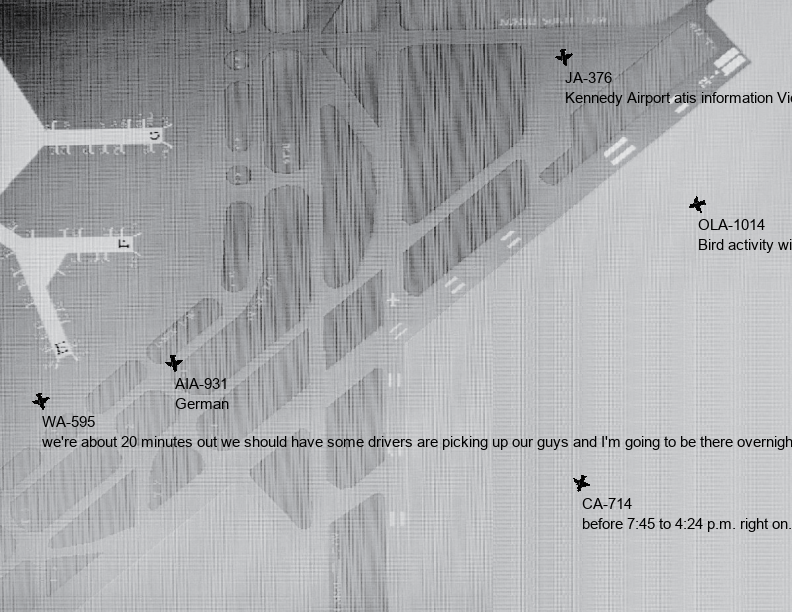 JA-376
Kennedy Airport atis information Vi
OLA-1014
Bird activity wi
AIA-931
German
WA-595
we're about 20 minutes out we should have some drivers are picking up our guys and I'm going to be there overnigh
CA-714
before 7:45 to 4:24 p.m. right on.